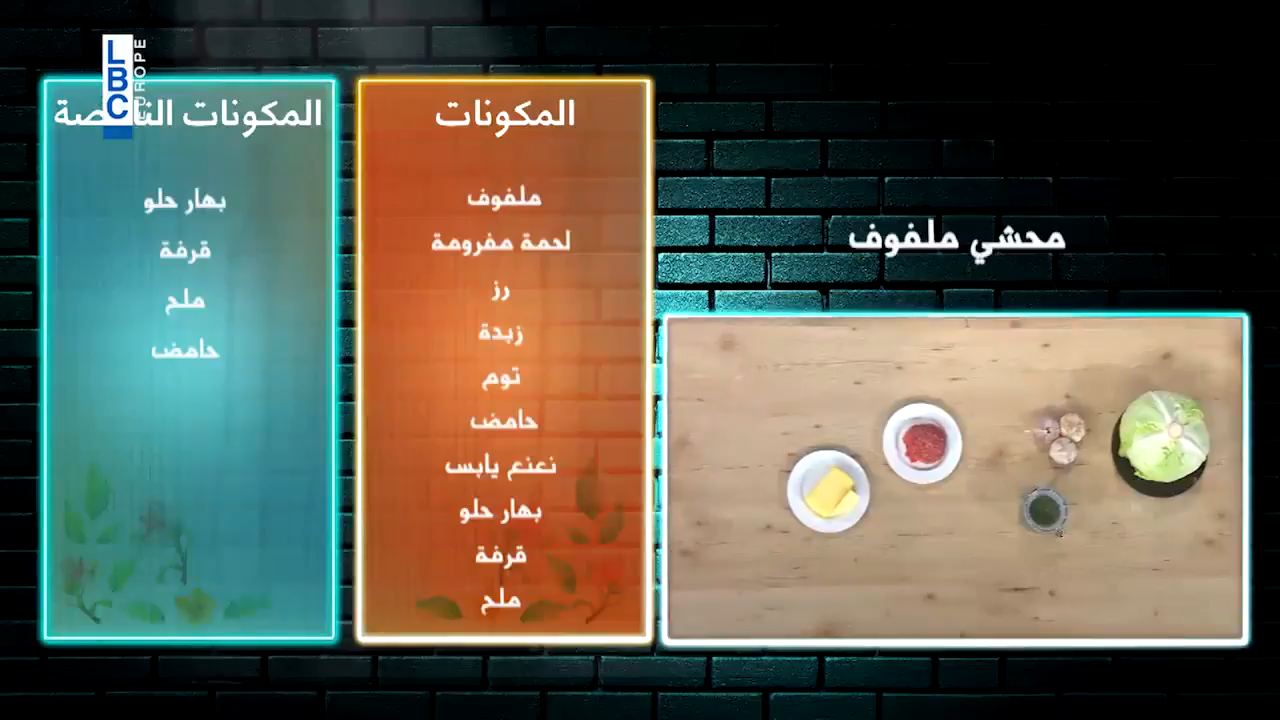 محشي ملفوف
المكونات
ملفوف
لحمة مفرومة
رز
زبدة
توم
حامض
نعنع يابس
بهار حلو
قرفة
ملح
المكونات
بهار حلو
قرفة
ملح
حامض
LBC
EUROPE